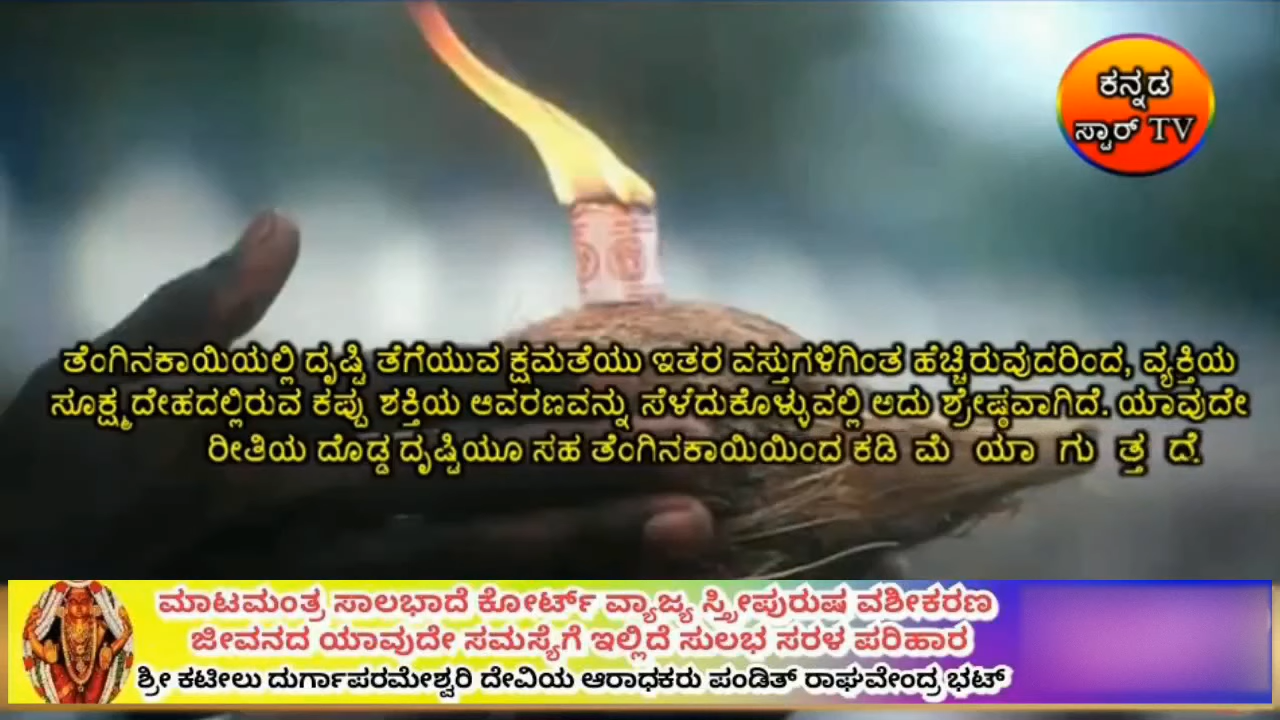 ಕನ್ನಡ
ಸ್ಟಾರ್ TV
ತೆಂಗಿನಕಾಯಿಯಲ್ಲಿ ದೃಷ್ಟಿ ತೆಗೆಯುವ ಕ್ಷಮತೆಯು ಇತರ ವಸ್ತುಗಳಿಗಿಂತ ಹೆಚ್ಚಿರುವುದರಿಂದ, ವ್ಯಕ್ತಿಯ
ಸೂಕ್ಷ್ಮದೇಹದಲ್ಲಿರುವ ಕಪ್ಪು ಶಕ್ತಿಯ ಆವರಣವನ್ನು ಸೆಳೆದುಕೊಳ್ಳುವಲ್ಲಿ ಅದು ಶ್ರೇಷ್ಠವಾಗಿದೆ. ಯಾವುದೇ
ರೀತಿಯ ದೊಡ್ಡ ದೃಷ್ಟಿಯೂ ಸಹ ತೆಂಗಿನಕಾಯಿಯಿಂದ ಕಡಿ ಮೆ ಯಾ ಗು ತ್ತ ದೆ.
ಮಾಟಮಂತ್ರ ಸಾಲಭಾದೆ ಕೋರ್ಟ್ ವ್ಯಾಜ್ಯ ಸ್ತ್ರೀಪುರುಷ ವಶೀಕರಣ
ಜೀವನದ ಯಾವುದೇ ಸಮಸ್ಯೆಗೆ ಇಲ್ಲಿದೆ ಸುಲಭ ಸರಳ ಪರಿಹಾರ
ಶ್ರೀ ಕಟೀಲು ದುರ್ಗಾಪರಮೇಶ್ವರಿ ದೇವಿಯ ಆರಾಧಕರು ಪಂಡಿತ್ ರಾಘವೇಂದ್ರ ಭಟ್